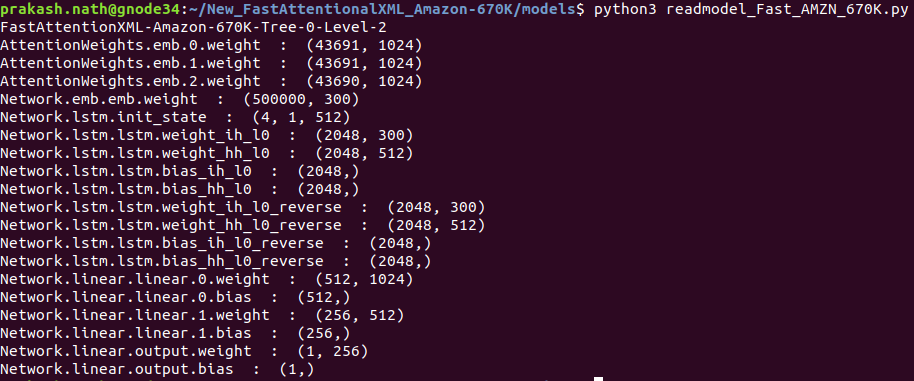 prakash.nath@gnode34:~/New_FastAttentionalXML_Amazon-670K/models$ python3 readmodel_Fast_AMZN_670K.py
FastAttentionXML-Amazon-670K-Tree-0-Level-2
AttentionWeights.emb.0.weight  :  (43691, 1024)
AttentionWeights.emb.1.weight  :  (43691, 1024)
AttentionWeights.emb.2.weight  :  (43690, 1024)
Network.emb.emb.weight  :  (500000, 300)
Network.lstm.init_state  :  (4, 1, 512)
Network.lstm.lstm.weight_ih_l0  :  (2048, 300)
Network.lstm.lstm.weight_hh_l0  :  (2048, 512)
Network.lstm.lstm.bias_ih_l0  :  (2048,)
Network.lstm.lstm.bias_hh_l0  :  (2048,)
Network.lstm.lstm.weight_ih_l0_reverse  :  (2048, 300)
Network.lstm.lstm.weight_hh_l0_reverse  :  (2048, 512)
Network.lstm.lstm.bias_ih_l0_reverse  :  (2048,)
Network.lstm.lstm.bias_hh_l0_reverse  :  (2048,)
Network.linear.linear.0.weight  :  (512, 1024)
Network.linear.linear.0.bias  :  (512,)
Network.linear.linear.1.weight  :  (256, 512)
Network.linear.linear.1.bias  :  (256,)
Network.linear.output.weight  :  (1, 256)
Network.linear.output.bias  :  (1,)